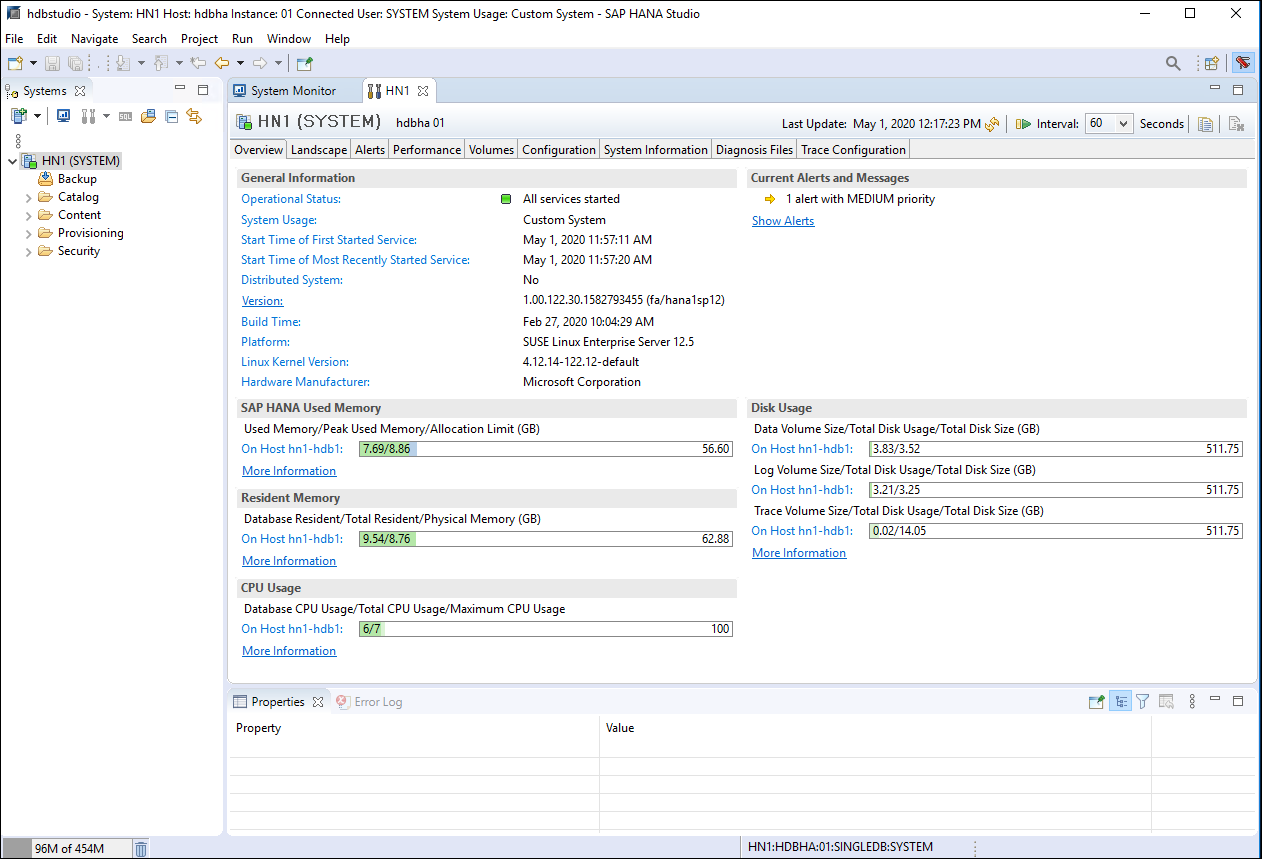 hdbstudio - System: HN1 Host: hdbha Instance: 01 Connected User: SYSTEM System Usage: Custom System - SAP HANA Studio
File Edit Navigate Search Project Run Window Help
Systems
HN1 (SYSTEM)
Backup
Catalog
Content
Provisioning
Security
System Monitor HN1
HN1 (SYSTEM) hdbha 01
Last Update: May 1, 2020 12:17:23 PM Interval: 60 Seconds
Overview Landscape Alerts Performance Volumes Configuration System Information Diagnosis Files Trace Configuration
General Information
Operational Status: All services started
System Usage: Custom System
Start Time of First Started Service: May 1, 2020 11:57:11 AM
Start Time of Most Recently Started Service: May 1, 2020 11:57:20 AM
Distributed System: No
Version: 1.00.122.30.1582793455 (fa/hana1sp12)
Build Time: Feb 27, 2020 10:04:29 AM
Platform: SUSE Linux Enterprise Server 12.5
Linux Kernel Version: 4.12.14-122.12-default
Hardware Manufacturer: Microsoft Corporation
Current Alerts and Messages
1 alert with MEDIUM priority
Show Alerts
SAP HANA Used Memory
Used Memory/Peak Used Memory/Allocation Limit (GB)
On Host hn1-hdb1: 7.69/8.86 56.60
More Information
Resident Memory
Database Resident/Total Resident/Physical Memory (GB)
On Host hn1-hdb1: 9.54/8.76 62.88
More Information
CPU Usage
Database CPU Usage/Total CPU Usage/Maximum CPU Usage
On Host hn1-hdb1: 6/7 100
More Information
Disk Usage
Data Volume Size/Total Disk Usage/Total Disk Size (GB)
On Host hn1-hdb1: 3.83/3.52 511.75
Log Volume Size/Total Disk Usage/Total Disk Size (GB)
On Host hn1-hdb1: 3.21/3.25 511.75
Trace Volume Size/Total Disk Usage/Total Disk Size (GB)
On Host hn1-hdb1: 0.02/14.05 511.75
More Information
Properties Error Log
Property Value
96M of 454M
HN1:HDBHA:01:SINGLEDB:SYSTEM